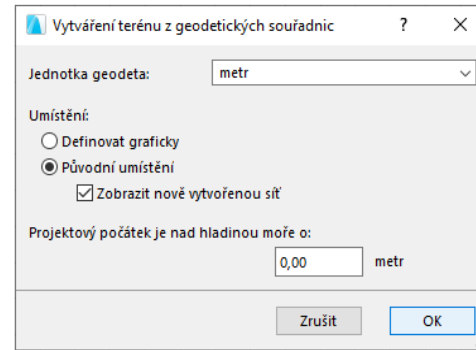 Vytváření terénu z geodetických souřadnic ? ✕
Jednotka geodeta: metr
Umístění:
Definovat graficky
Původní umístění
Zobrazit nově vytvořenou síť
Projektový počátek je nad hladinou moře o:
0,00 metr
Zrušit OK